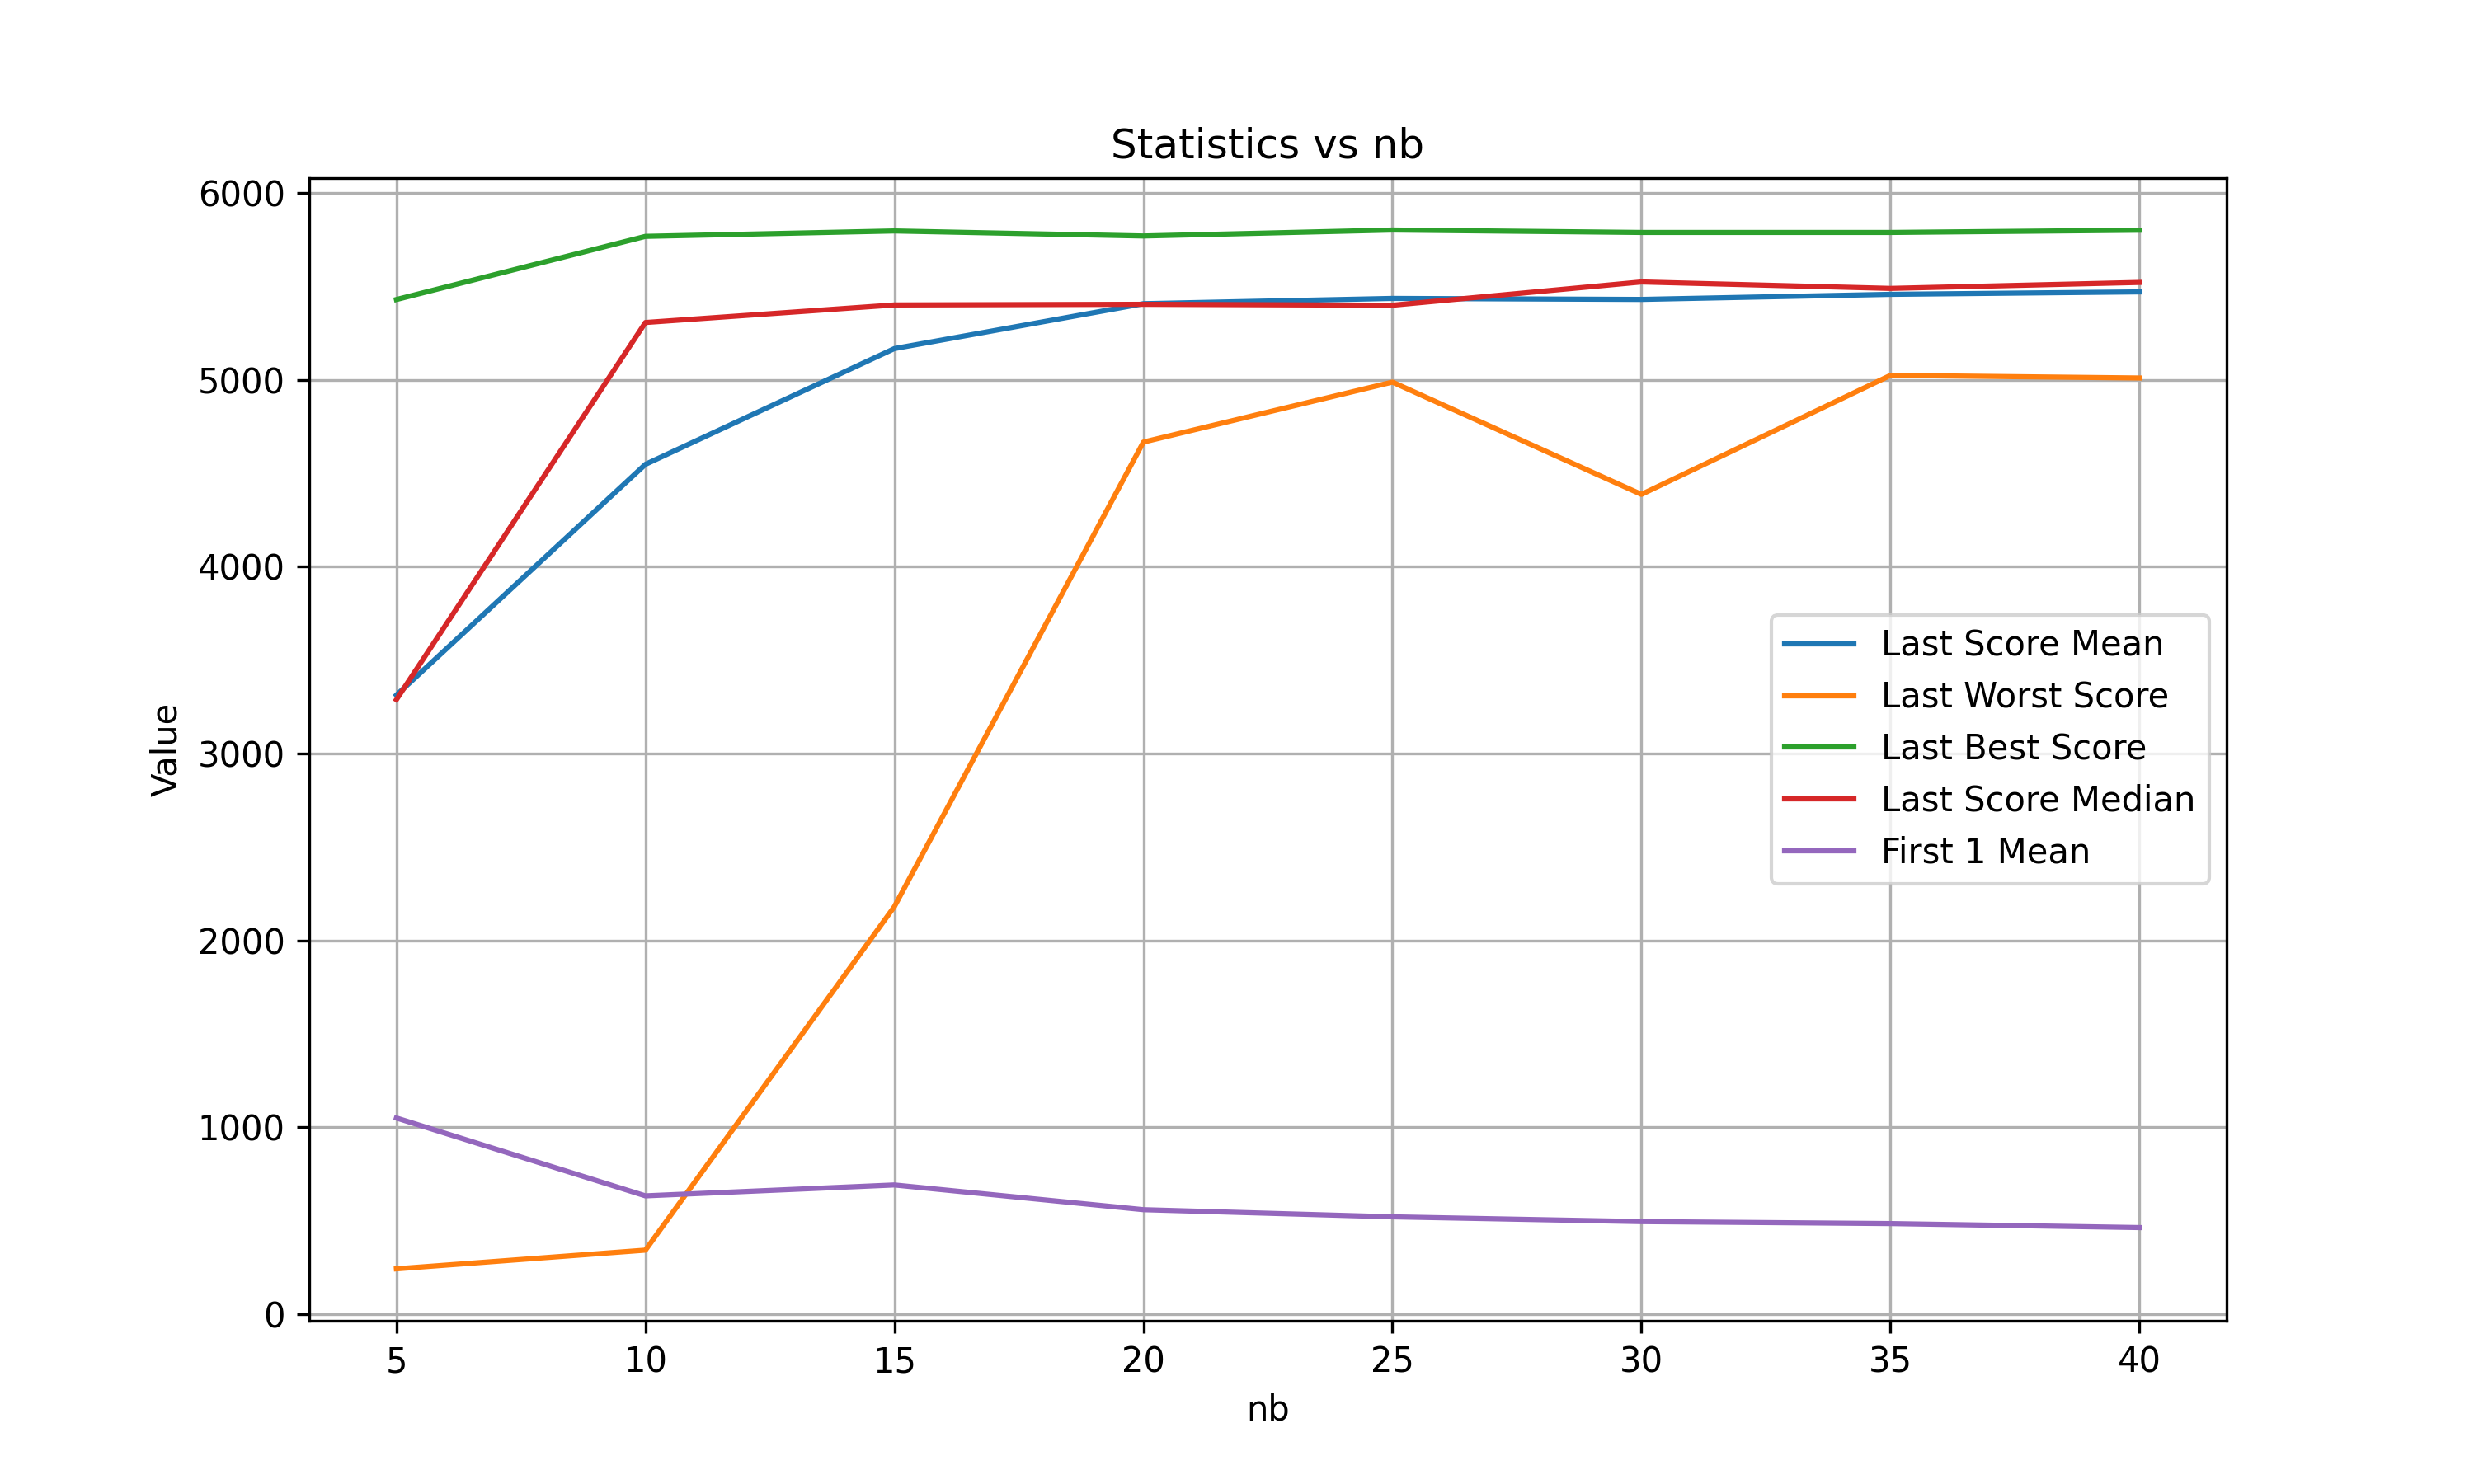 Statistics vs nb
6000
5000
4000
3000
2000
1000
0
Value
Last Score Mean
Last Worst Score
Last Best Score
Last Score Median
First 1 Mean
5 10 15 20 25 30 35 40
nb